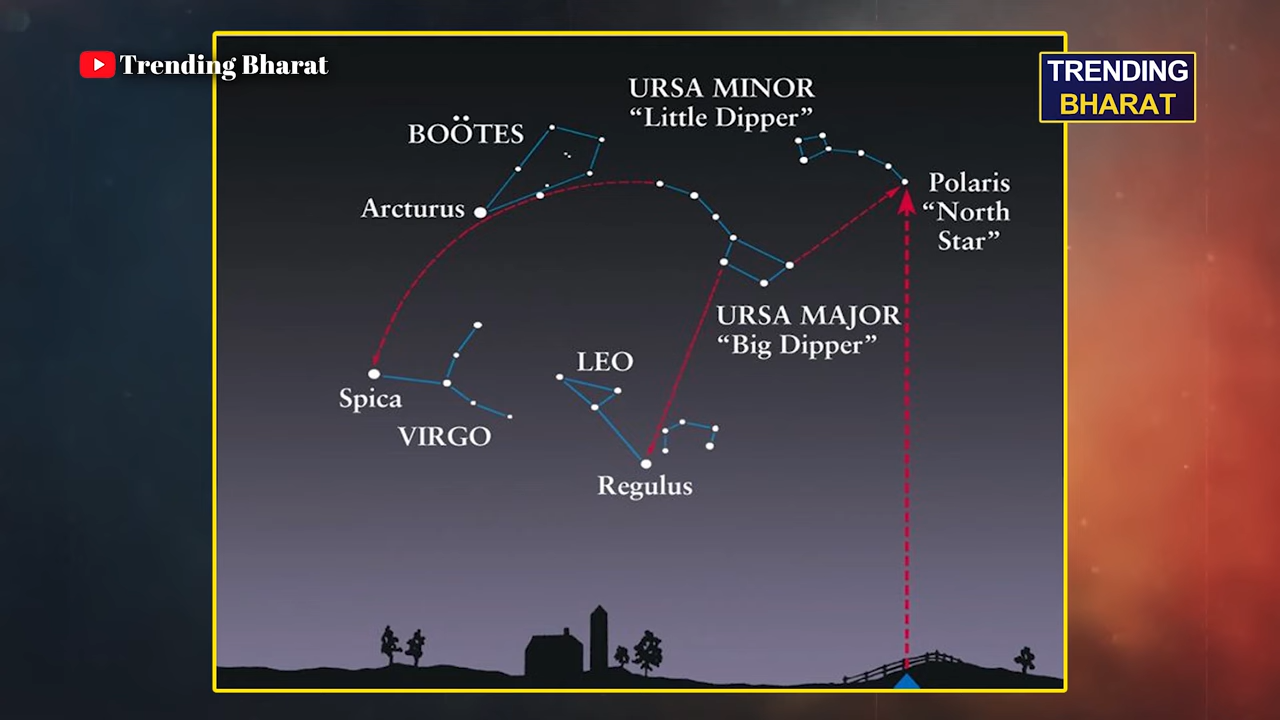 Trending Bharat
TRENDING
BHARAT
URSA MINOR
“Little Dipper”
BOÖTES
Arcturus
Polaris
“North
Star”
URSA MAJOR
“Big Dipper”
LEO
Spica
VIRGO
Regulus